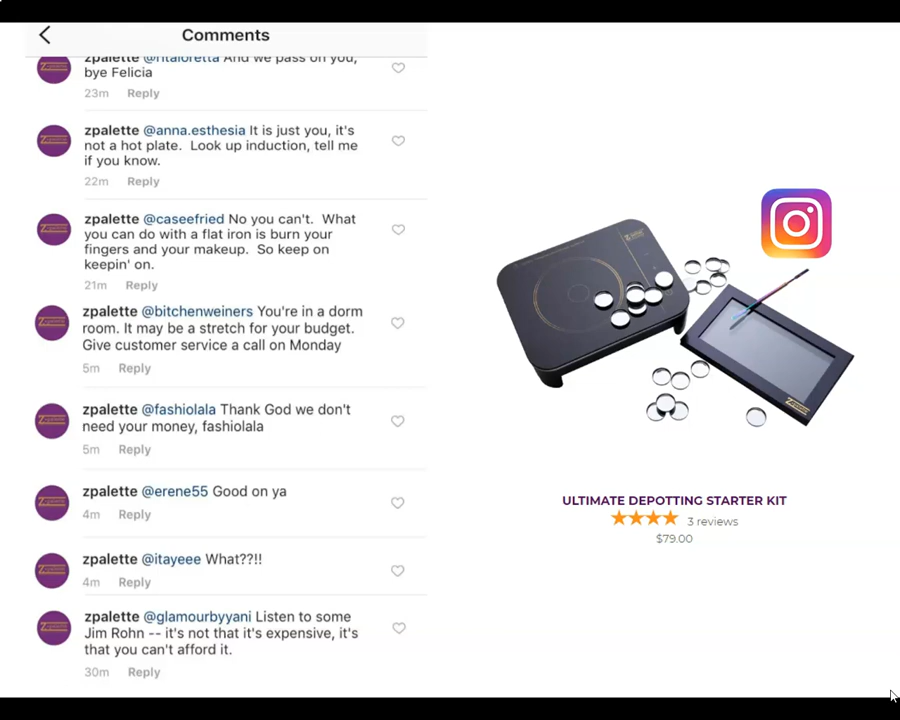 Comments
zpalette @ritaloretta And we pass on you,
bye Felicia
23m Reply
zpalette @anna.esthesia It is just you, it's
not a hot plate. Look up induction, tell me
if you know.
22m Reply
zpalette @caseefried No you can't. What
you can do with a flat iron is burn your
fingers and your makeup. So keep on
keepin' on.
21m Reply
zpalette @bitchenweiners You're in a dorm
room. It may be a stretch for your budget.
Give customer service a call on Monday
5m Reply
zpalette @fashiolala Thank God we don't
need your money, fashiolala
5m Reply
zpalette @erene55 Good on ya
4m Reply
zpalette @itayeee What??!!
4m Reply
zpalette @glamourbyyani Listen to some
Jim Rohn -- it's not that it's expensive, it's
that you can't afford it.
30m Reply
ULTIMATE DEPOTTING STARTER KIT
3 reviews
$79.00